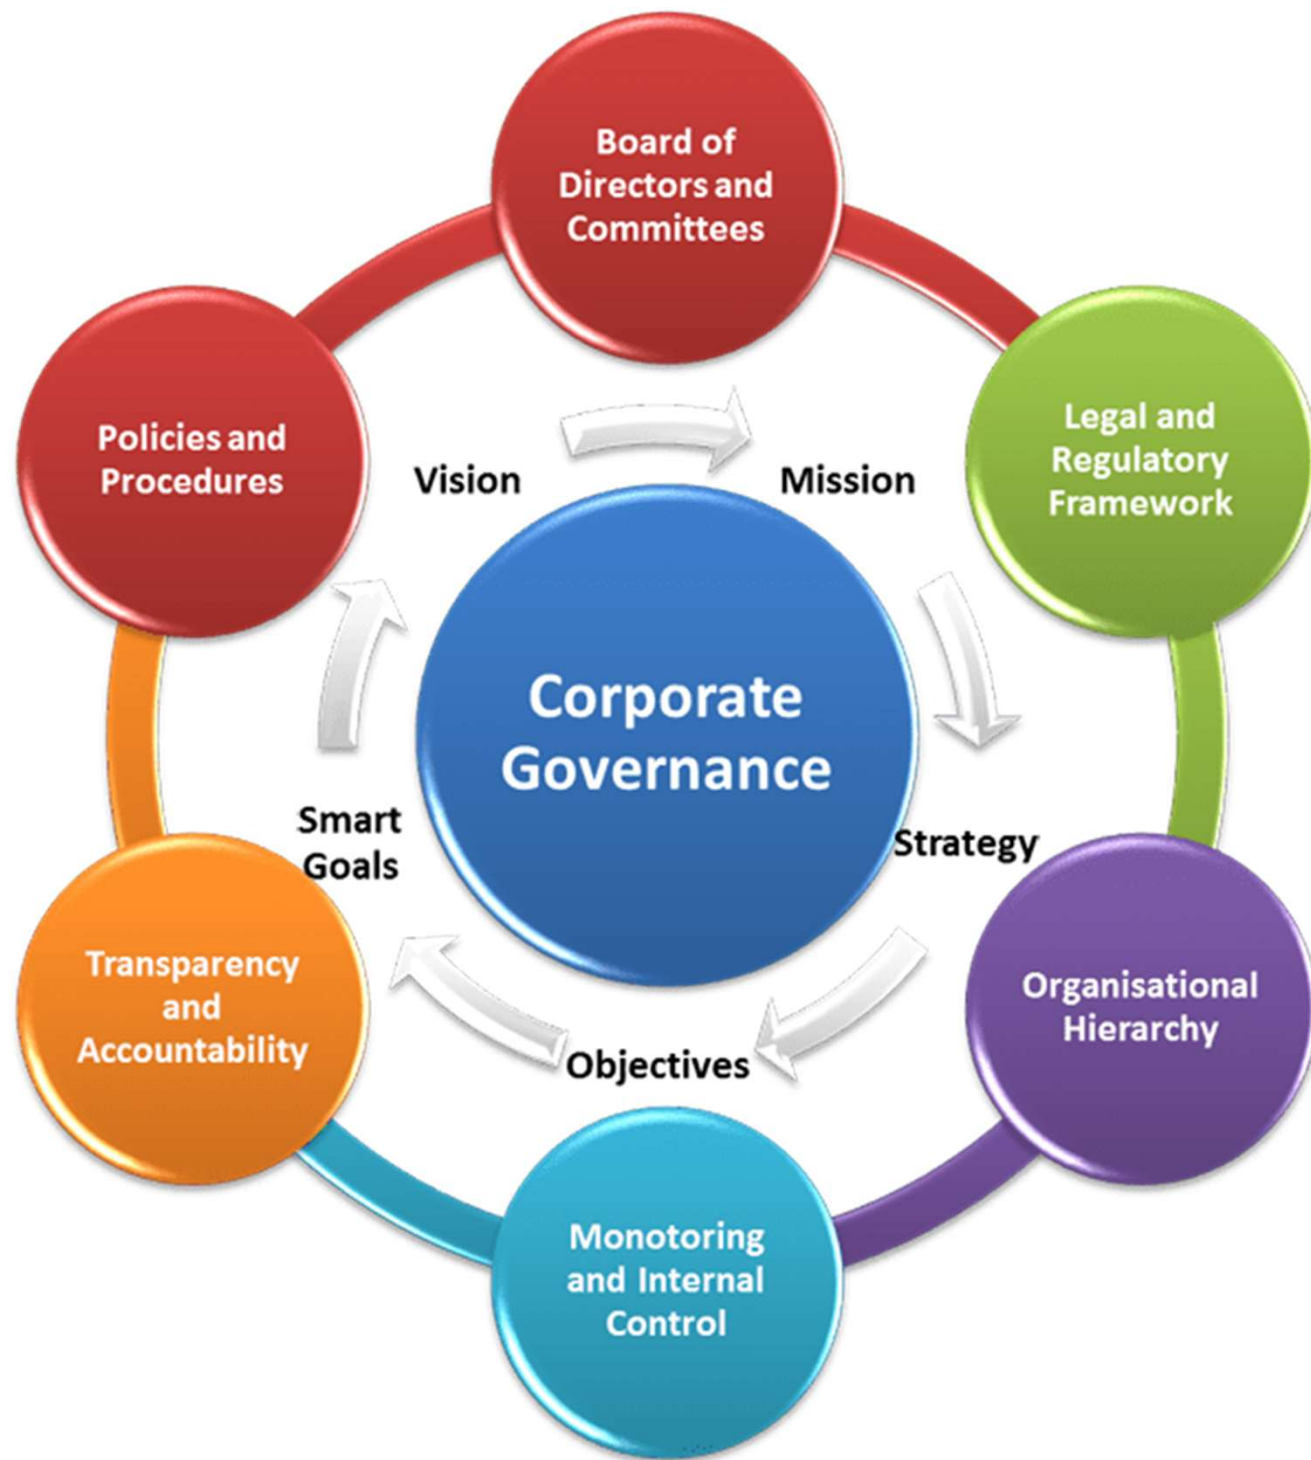 Board of
Directors and
Committees
Legal and
Regulatory
Framework
Policies and
Procedures
Vision
Mission
Corporate
Governance
Smart
Goals
Strategy
Transparency
and
Accountability
Organisational
Hierarchy
Objectives
Monotoring
and Internal
Control